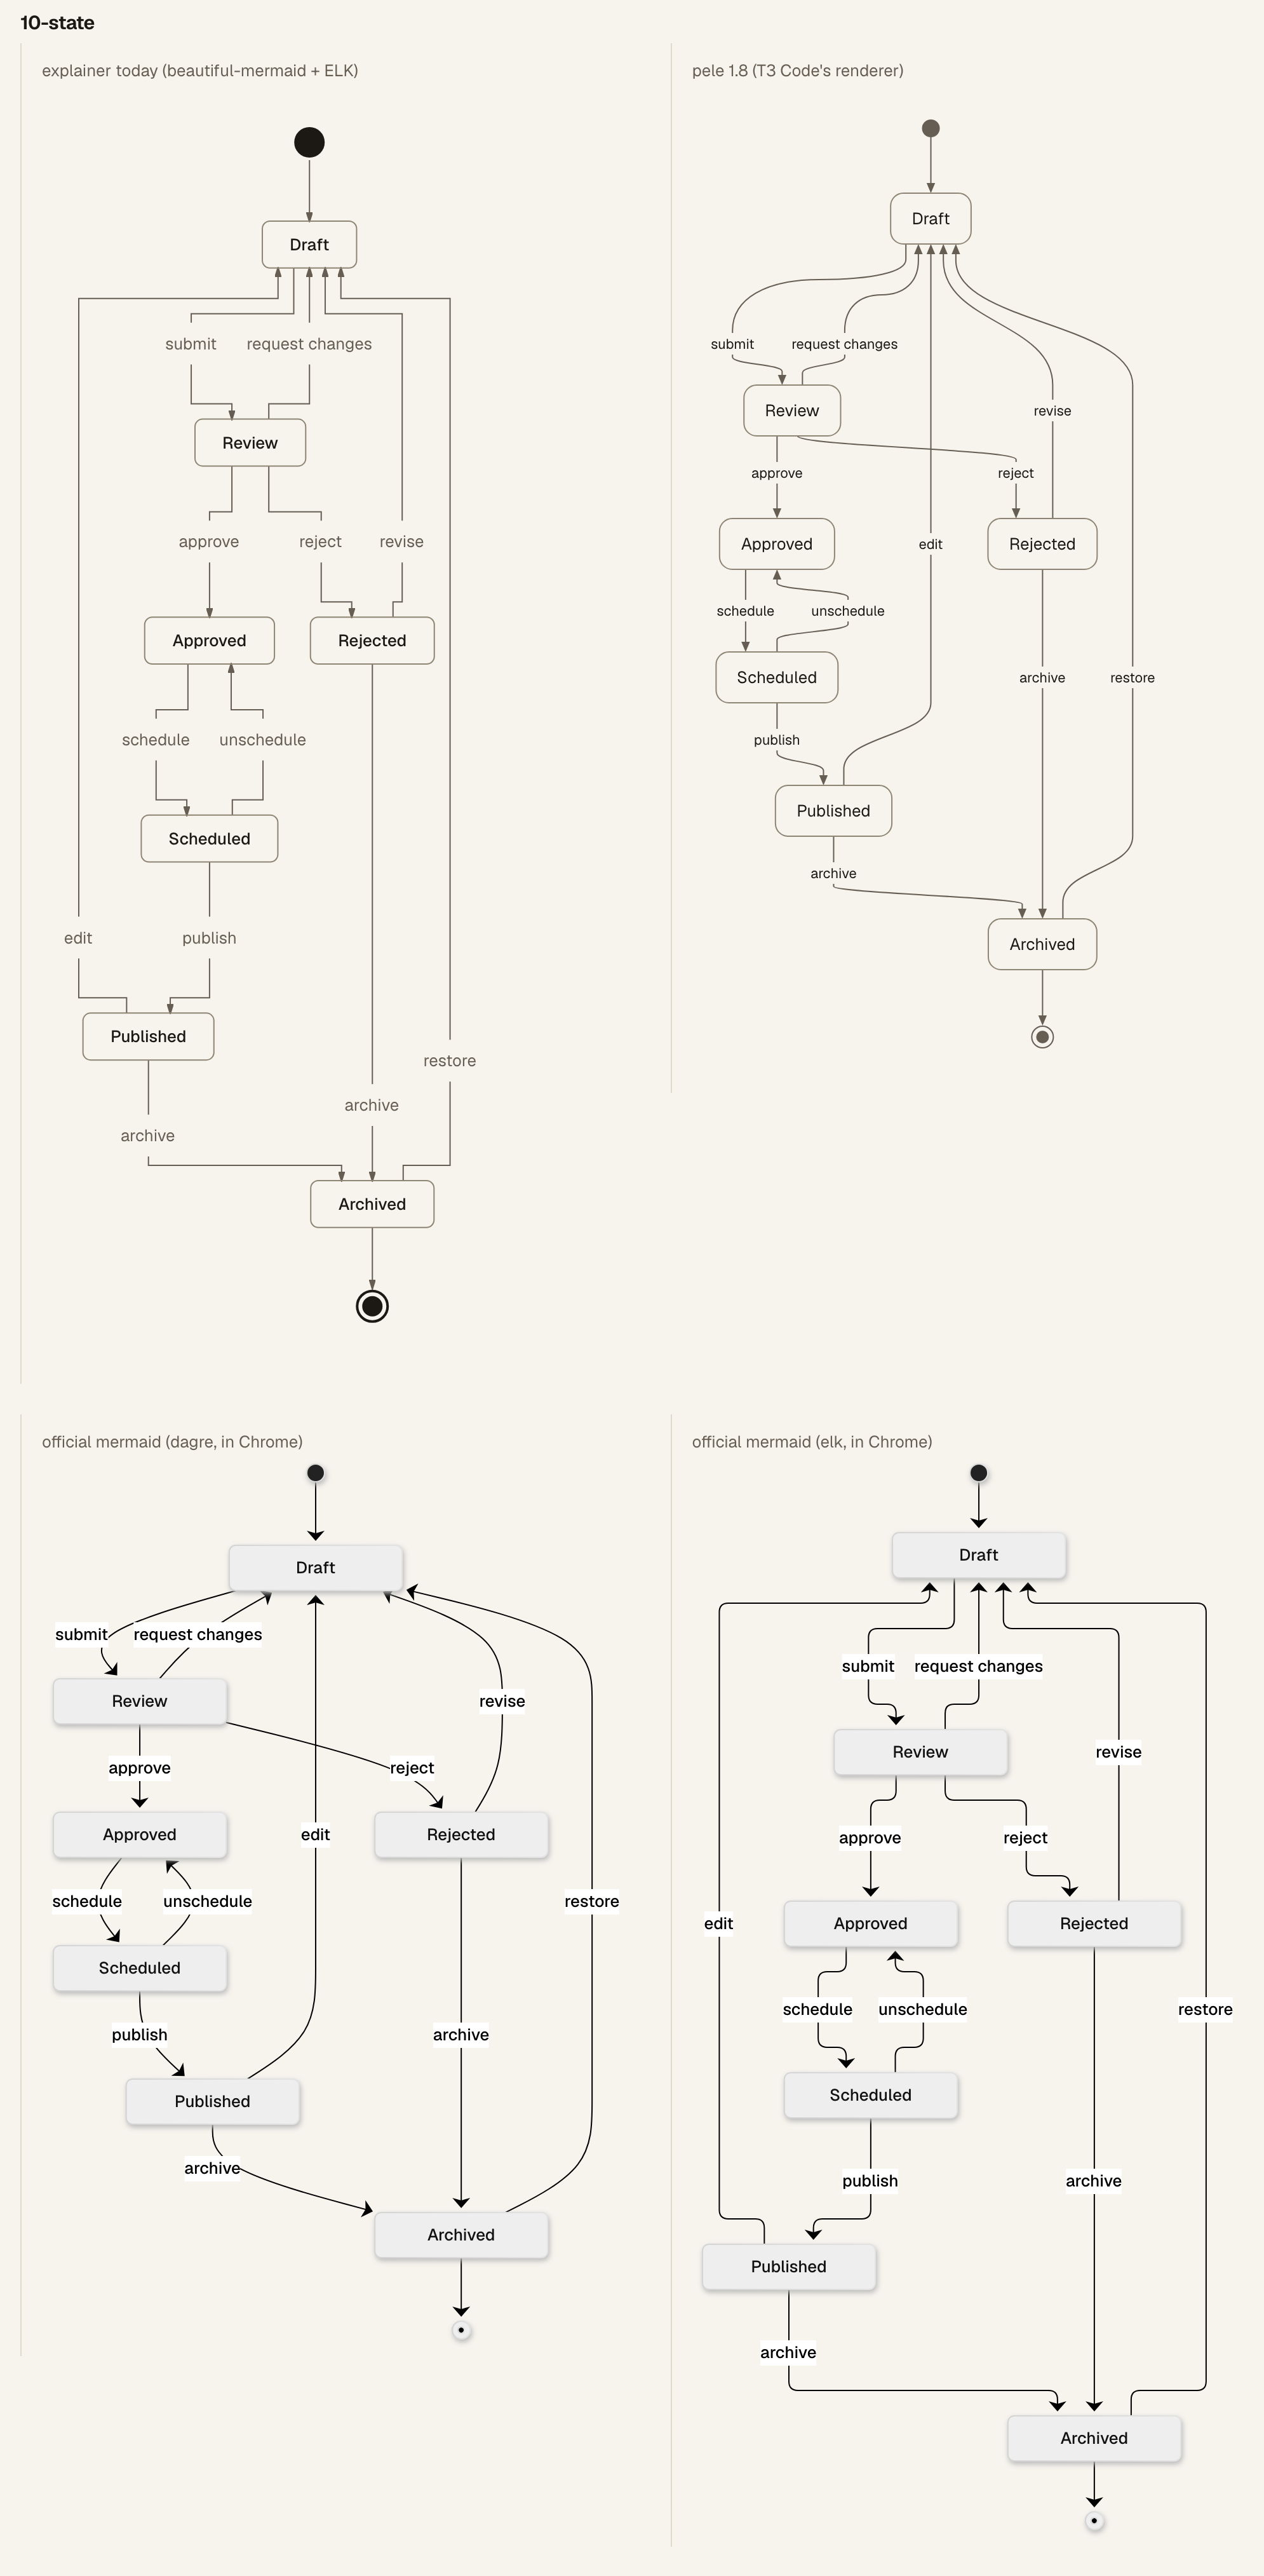 10-state
explainer today (beautiful-mermaid + ELK)
Draft
submit
request changes
Review
approve
reject
revise
Approved
Rejected
schedule
unschedule
Scheduled
edit
publish
Published
restore
archive
archive
Archived
pele 1.8 (T3 Code's renderer)
Draft
submit
request changes
Review
revise
approve
reject
Approved
edit
Rejected
schedule
unschedule
Scheduled
archive
restore
publish
Published
archive
Archived
official mermaid (dagre, in Chrome)
Draft
submit
request changes
Review
revise
approve
reject
Approved
edit
Rejected
schedule
unschedule
restore
Scheduled
publish
archive
Published
archive
Archived
official mermaid (elk, in Chrome)
Draft
submit
request changes
Review
revise
approve
reject
edit
Approved
Rejected
schedule
unschedule
restore
Scheduled
publish
archive
Published
archive
Archived